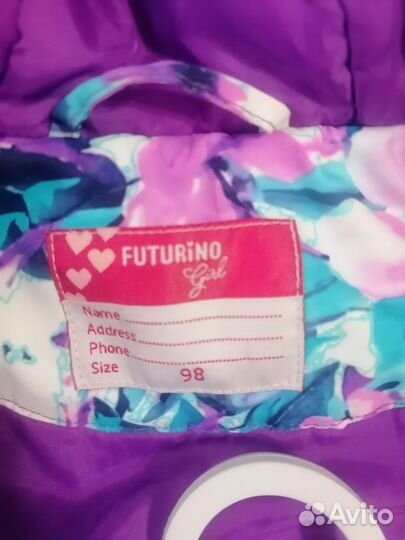 FUTURiNO
Girl
Name
Address
Phone
Size 98
Avito